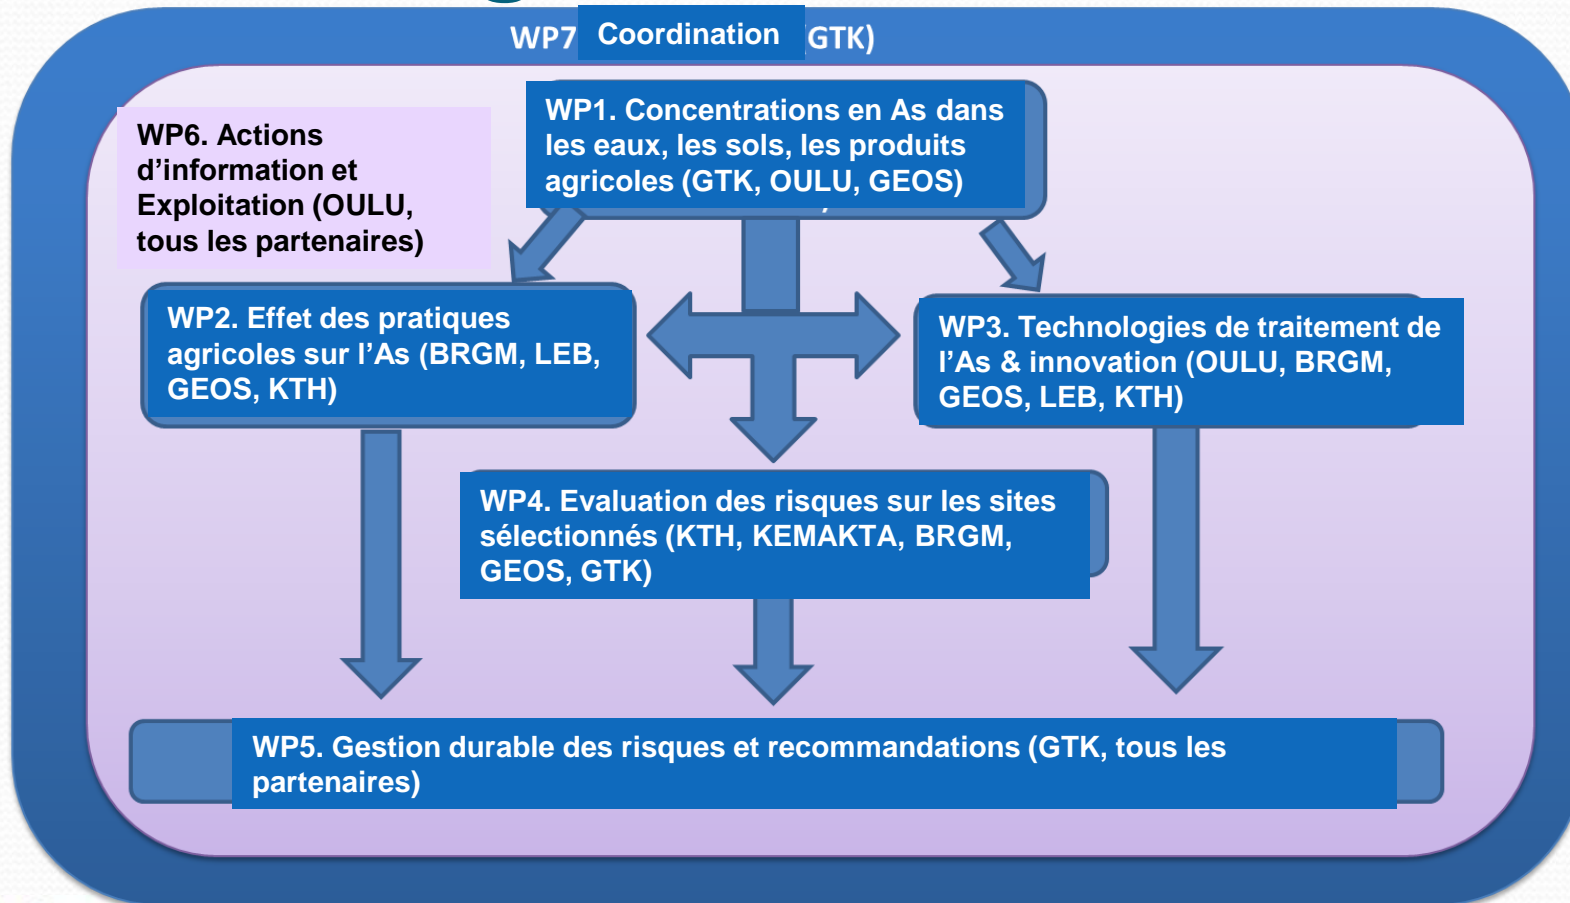 WP7 Coordination (GTK)
WP1. Concentrations en As dans
les eaux, les sols, les produits
agricoles (GTK, OULU, GEOS)
WP6. Actions
d’information et
Exploitation (OULU,
tous les partenaires)
WP2. Effet des pratiques
agricoles sur l’As (BRGM, LEB,
GEOS, KTH)
WP3. Technologies de traitement de
l’As & innovation (OULU, BRGM,
GEOS, LEB, KTH)
WP4. Evaluation des risques sur les sites
sélectionnés (KTH, KEMAKTA, BRGM,
GEOS, GTK)
WP5. Gestion durable des risques et recommandations (GTK, tous les
partenaires)